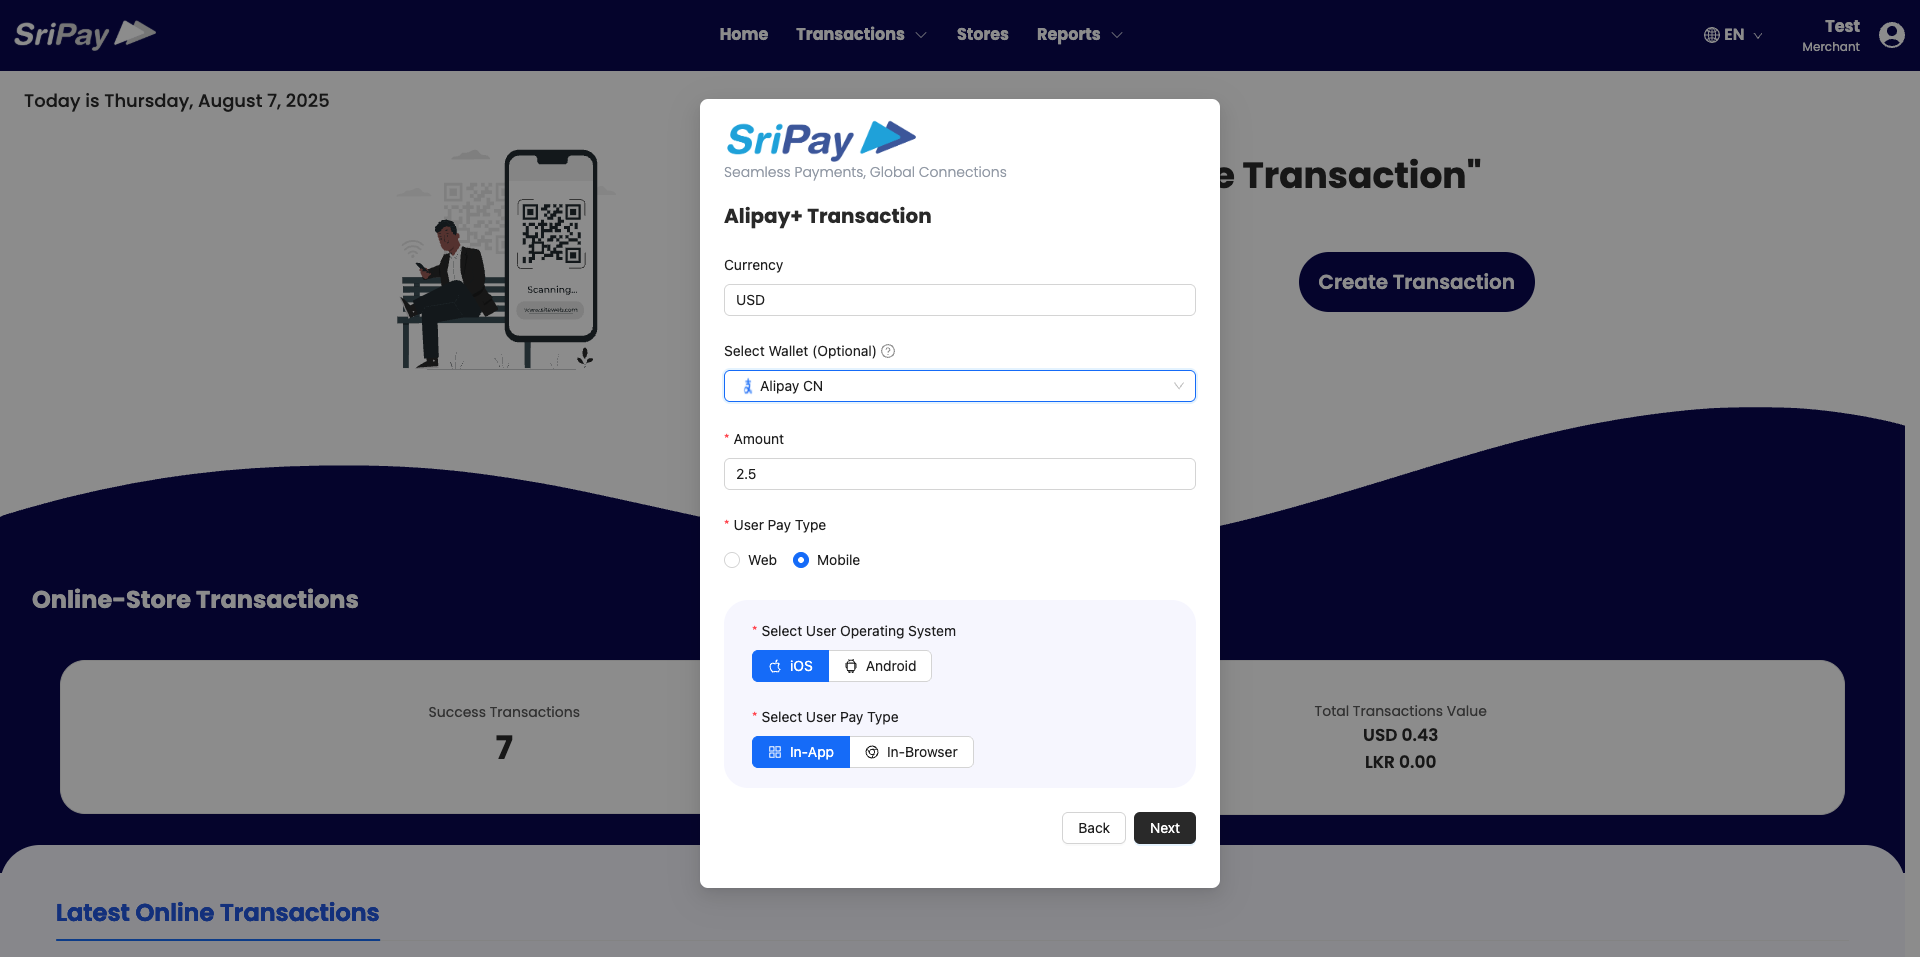 SriPay
Home Transactions Stores Reports
EN
Test
Merchant
Today is Thursday, August 7, 2025
Scanning...
www.siteweb.com
e Transaction"
Create Transaction
SriPay
Seamless Payments, Global Connections
Alipay+ Transaction
Currency
USD
Select Wallet (Optional)
Alipay CN
* Amount
2.5
* User Pay Type
Web Mobile
* Select User Operating System
iOS Android
* Select User Pay Type
In-App In-Browser
Back Next
Online-Store Transactions
Success Transactions
7
Total Transactions Value
USD 0.43
LKR 0.00
Latest Online Transactions